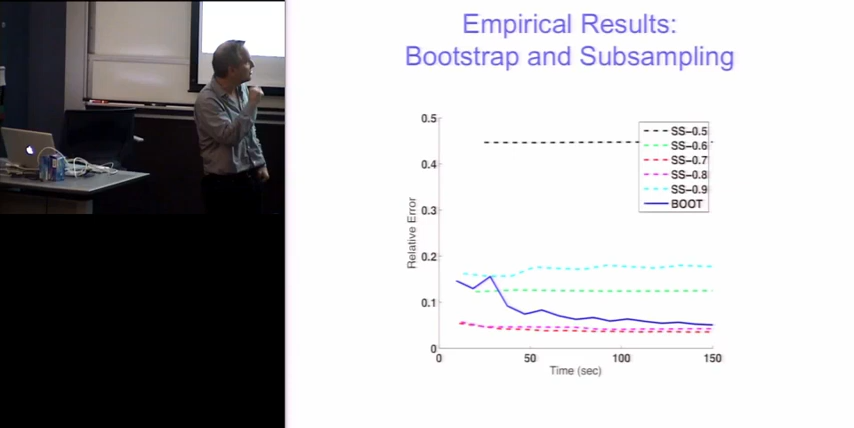 Empirical Results:
Bootstrap and Subsampling
0.5
0.4
0.3
0.2
0.1
0
Relative Error
SS-0.5
SS-0.6
SS-0.7
SS-0.8
SS-0.9
BOOT
0
50
100
150
Time (sec)